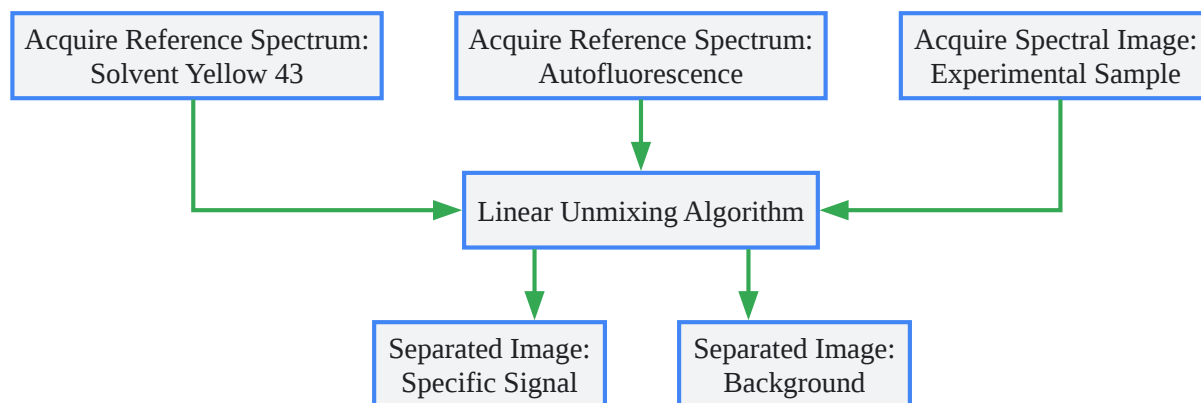 Acquire Reference Spectrum:
Solvent Yellow 43
Acquire Reference Spectrum:
Autofluorescence
Acquire Spectral Image:
Experimental Sample
Linear Unmixing Algorithm
Separated Image:
Specific Signal
Separated Image:
Background